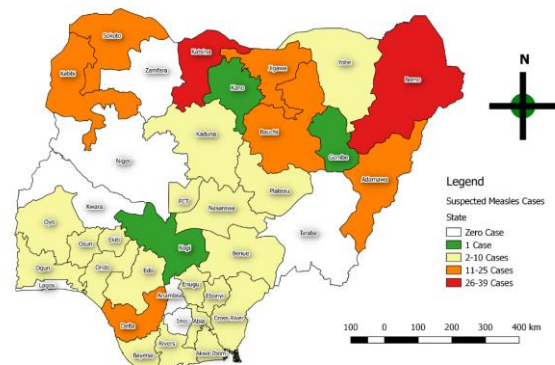 Sokoto
Katsina
Zamfara
Jigawa
Yobe
Borno
Kebbi
Kano
Kaduna
Bauchi
Gombe
Adamawa
Niger
Plateau
Kwara
FCT
Nasarawa
Taraba
Oyo
Kogi
Osun
Ekiti
Benue
Ogun
Ondo
Edo
Lagos
Enugu
Anambra
Ebonyi
Delta
Imo
Abia
Cross River
Bayelsa
Rivers
Akwa Ibom
N
Legend
Suspected Measles Cases
State
Zero Case
1 Case
2-10 Cases
11-25 Cases
26-39 Cases
100 0 100 200 300 400 km